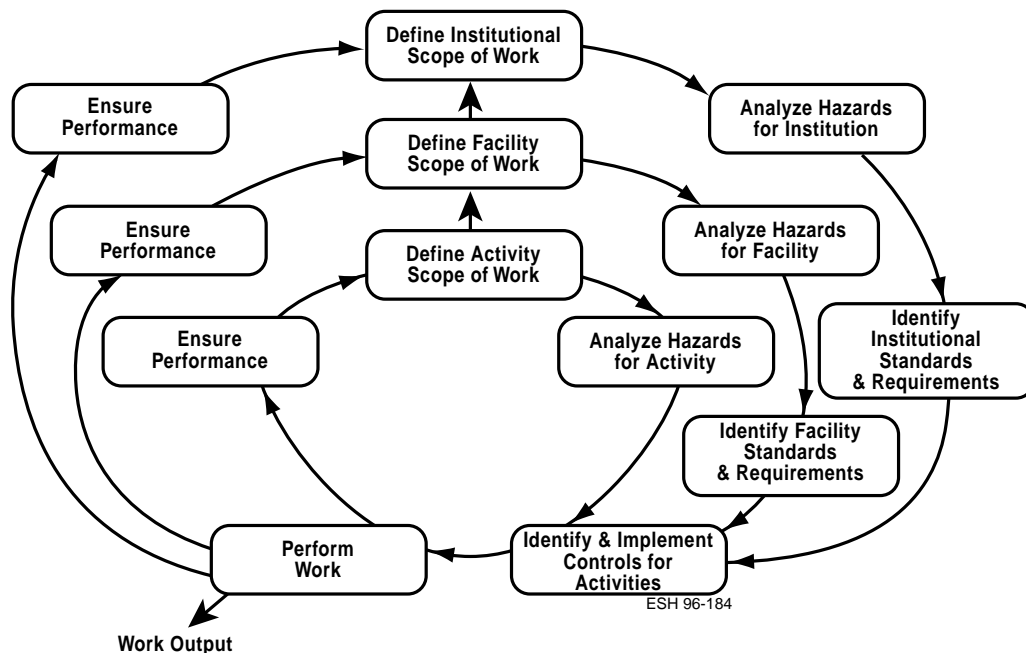 Define Institutional
Scope of Work
Ensure
Performance
Analyze Hazards
for Institution
Define Facility
Scope of Work
Ensure
Performance
Analyze Hazards
for Facility
Define Activity
Scope of Work
Ensure
Performance
Analyze Hazards
for Activity
Identify
Institutional
Standards
& Requirements
Identify Facility
Standards
& Requirements
Perform
Work
Identify & Implement
Controls for
Activities
ESH 96-184
Work Output